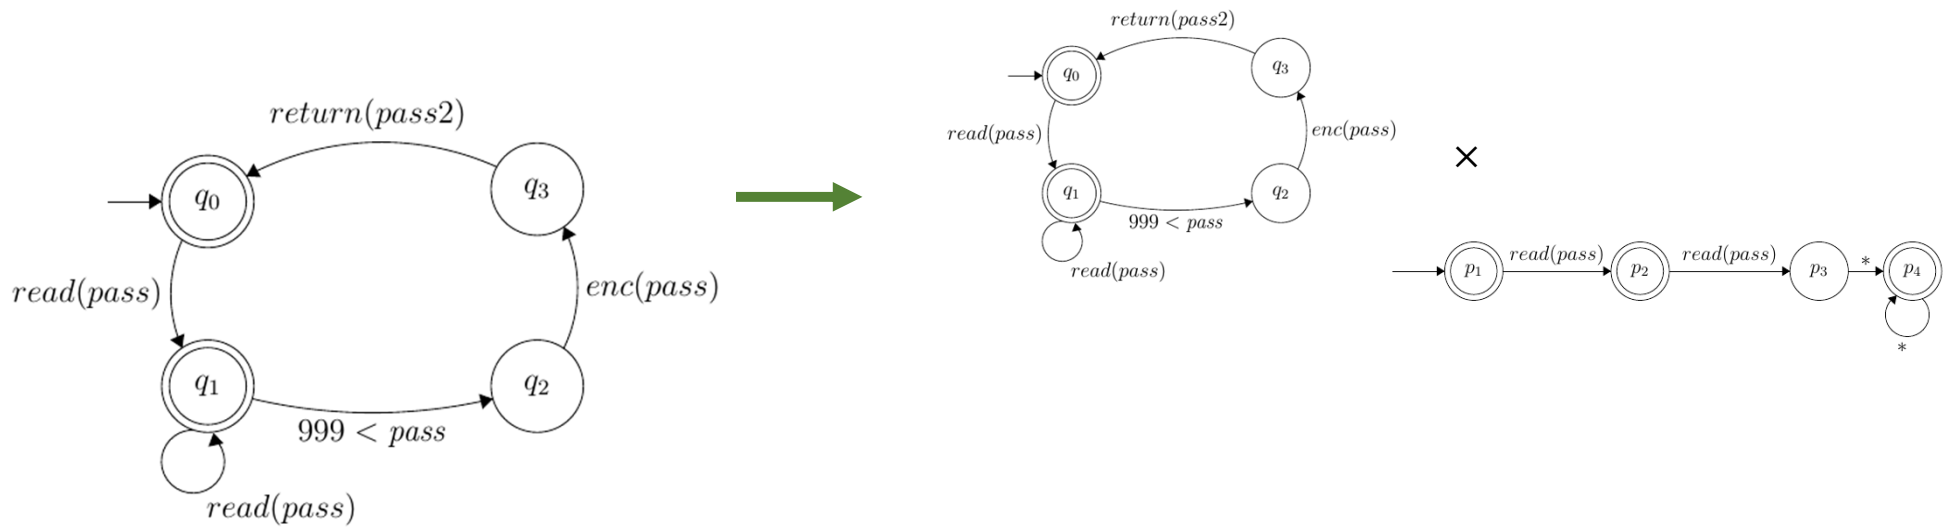 return(pass2)
q0
q3
read(pass)
enc(pass)
q1
q2
999 < pass
read(pass)
return(pass2)
q0
q3
read(pass)
enc(pass)
×
q1
q2
999 < pass
read(pass)
p1
read(pass)
p2
read(pass)
p3
*
p4
*